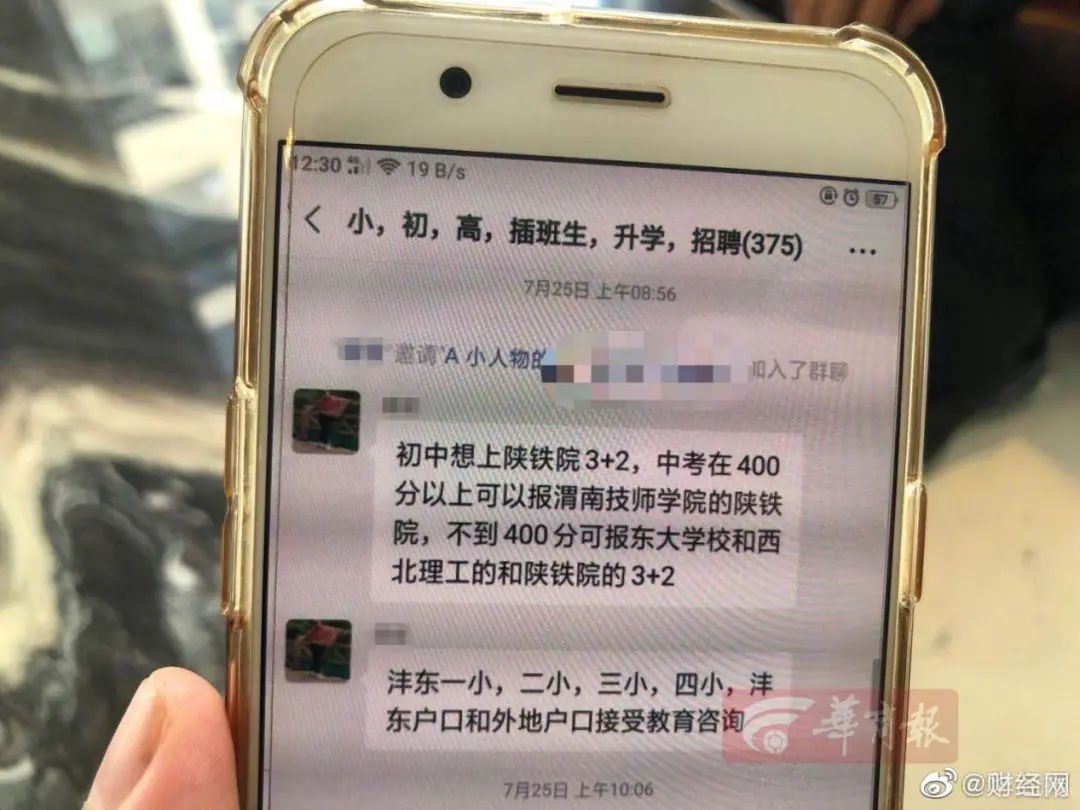 12:30 4G 19 B/s 57
小，初，高，插班生，升学，招聘(375) ...
7月25日 上午08:56
邀请"A 小人物的 加入了群聊
初中想上陕铁院3+2，中考在400
分以上可以报渭南技师学院的陕铁
院，不到400分可报东大学校和西
北理工的和陕铁院的3+2
沣东一小，二小，三小，四小，沣
东户口和外地户口接受教育咨询
華商報
7月25日 上午10:06
@财经网